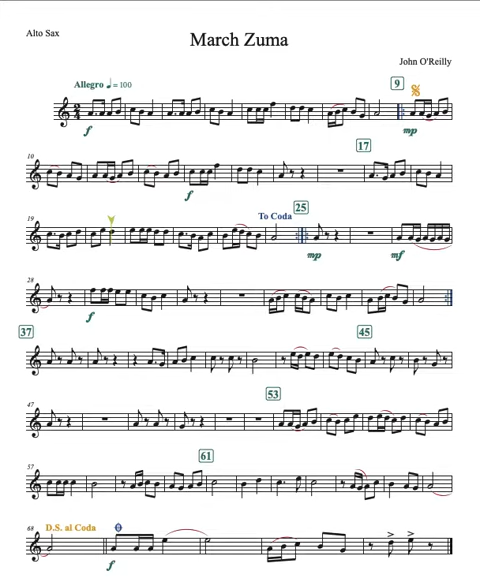 Alto Sax
March Zuma
John O'Reilly
Allegro ♩ = 100
9
f
mp
10
17
f
19
To Coda
25
mp
mf
28
f
37
45
47
53
57
61
68
D.S. al Coda
f